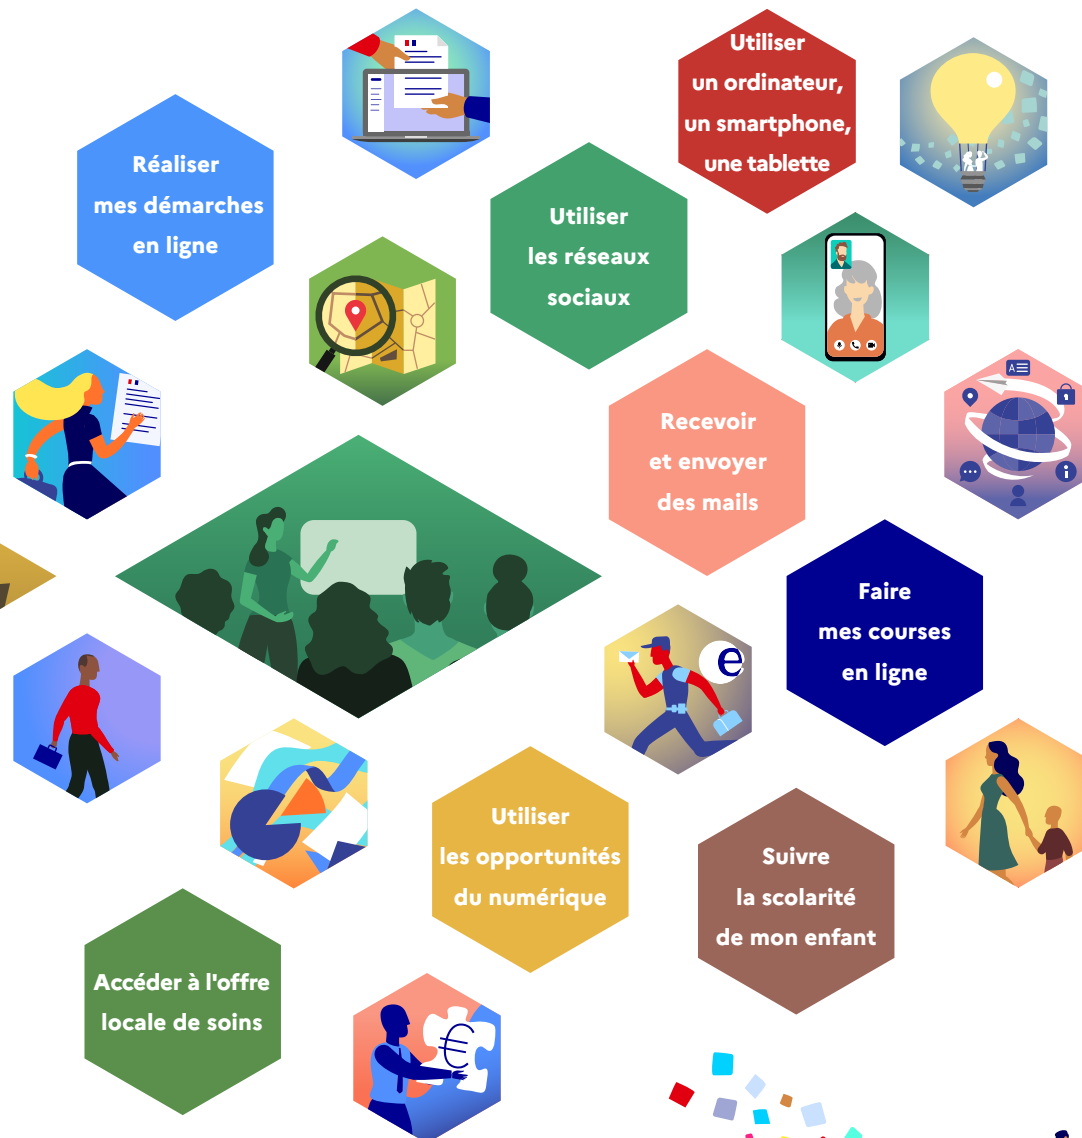 Utiliser
un ordinateur,
un smartphone,
une tablette
Réaliser
mes démarches
en ligne
Utiliser
les réseaux
sociaux
A
i
Recevoir
et envoyer
des mails
Faire
mes courses
en ligne
e
Utiliser
les opportunités
du numérique
Suivre
la scolarité
de mon enfant
Accéder à l'offre
locale de soins
€